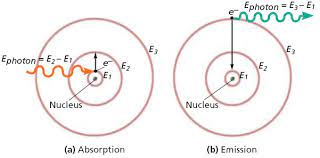 Ephoton = E2 – E1
e–
E3
E2
E1
Nucleus
(a) Absorption
e–
Ephoton = E3 – E1
E3
E2
E1
Nucleus
(b) Emission